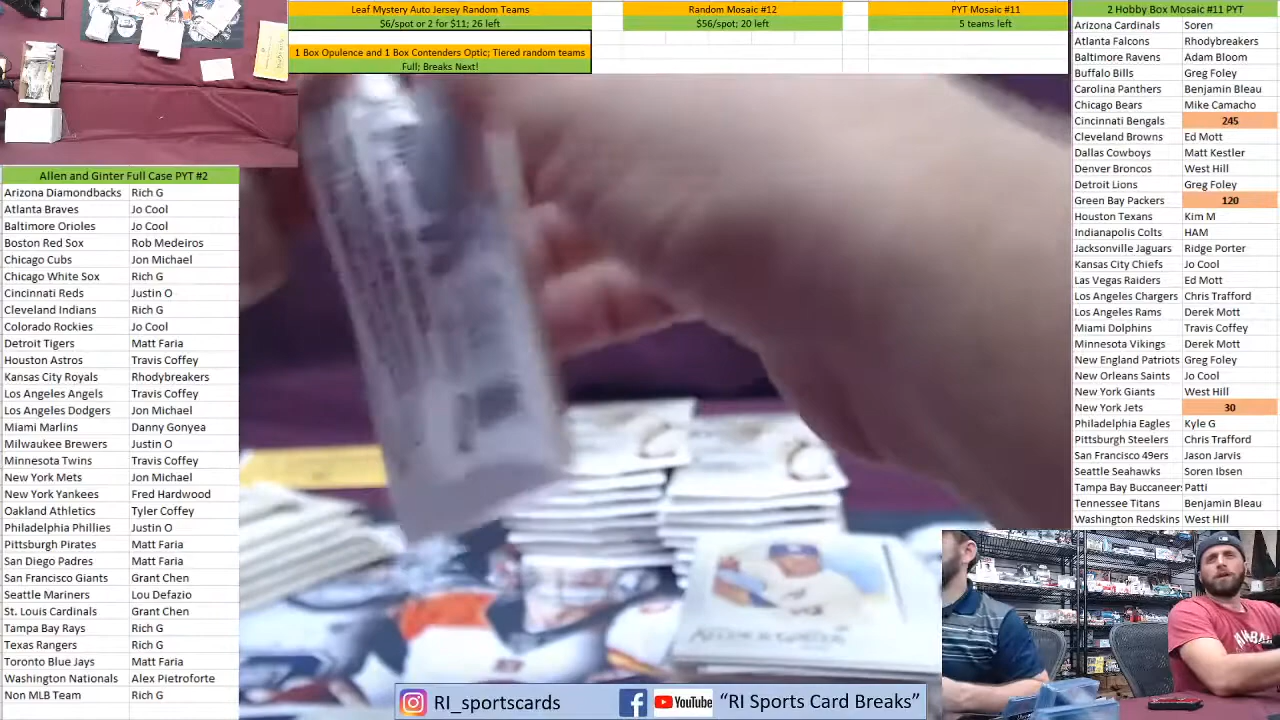 Leaf Mystery Auto Jersey Random Teams
$6/spot or 2 for $11; 26 left
Random Mosaic #12
$56/spot; 20 left
PYT Mosaic #11
5 teams left
1 Box Opulence and 1 Box Contenders Optic; Tiered random teams
Full; Breaks Next!
2 Hobby Box Mosaic #11 PYT
Arizona Cardinals Soren
Atlanta Falcons Rhodybreakers
Baltimore Ravens Adam Bloom
Buffalo Bills Greg Foley
Carolina Panthers Benjamin Bleau
Chicago Bears Mike Camacho
Cincinnati Bengals 245
Cleveland Browns Ed Mott
Dallas Cowboys Matt Kestler
Denver Broncos West Hill
Detroit Lions Greg Foley
Green Bay Packers 120
Houston Texans Kim M
Indianapolis Colts HAM
Jacksonville Jaguars Ridge Porter
Kansas City Chiefs Jo Cool
Las Vegas Raiders Ed Mott
Los Angeles Chargers Chris Trafford
Los Angeles Rams Derek Mott
Miami Dolphins Travis Coffey
Minnesota Vikings Derek Mott
New England Patriots Greg Foley
New Orleans Saints Jo Cool
New York Giants West Hill
New York Jets 30
Philadelphia Eagles Kyle G
Pittsburgh Steelers Chris Trafford
San Francisco 49ers Jason Jarvis
Seattle Seahawks Soren Ibsen
Tampa Bay Buccaneers Patti
Tennessee Titans Benjamin Bleau
Washington Redskins West Hill
Allen and Ginter Full Case PYT #2
Arizona Diamondbacks Rich G
Atlanta Braves Jo Cool
Baltimore Orioles Jo Cool
Boston Red Sox Rob Medeiros
Chicago Cubs Jon Michael
Chicago White Sox Rich G
Cincinnati Reds Justin O
Cleveland Indians Rich G
Colorado Rockies Jo Cool
Detroit Tigers Matt Faria
Houston Astros Travis Coffey
Kansas City Royals Rhodybreakers
Los Angeles Angels Travis Coffey
Los Angeles Dodgers Jon Michael
Miami Marlins Danny Gonyea
Milwaukee Brewers Justin O
Minnesota Twins Travis Coffey
New York Mets Jon Michael
New York Yankees Fred Hardwood
Oakland Athletics Tyler Coffey
Philadelphia Phillies Justin O
Pittsburgh Pirates Matt Faria
San Diego Padres Matt Faria
San Francisco Giants Grant Chen
Seattle Mariners Lou Defazio
St. Louis Cardinals Grant Chen
Tampa Bay Rays Rich G
Texas Rangers Rich G
Toronto Blue Jays Matt Faria
Washington Nationals Alex Pietroforte
Non MLB Team Rich G
RI_sportscards
YouTube "RI Sports Card Breaks"